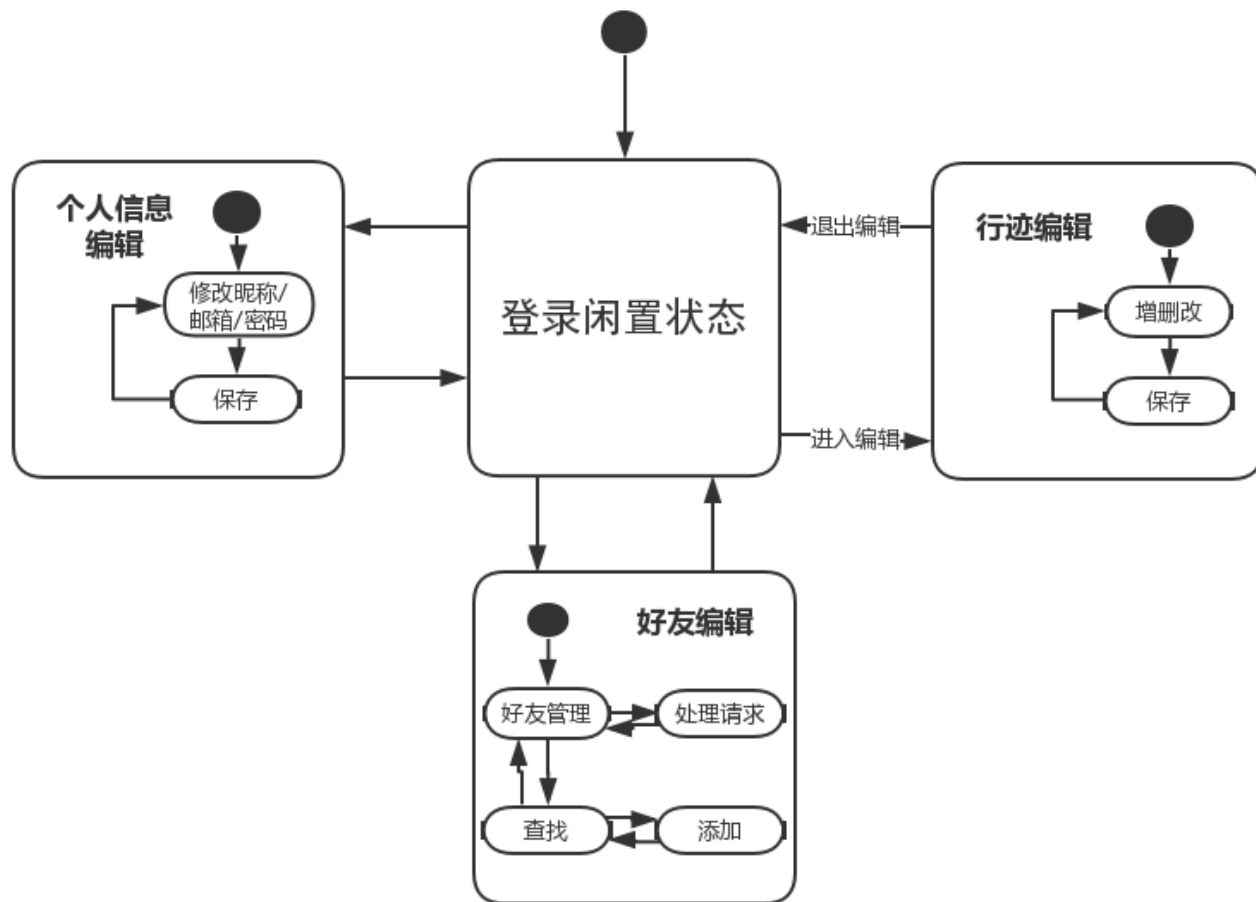 个人信息
编辑
修改昵称/
邮箱/密码
保存
登录闲置状态
退出编辑
进入编辑
行迹编辑
增删改
保存
好友编辑
好友管理
处理请求
查找
添加